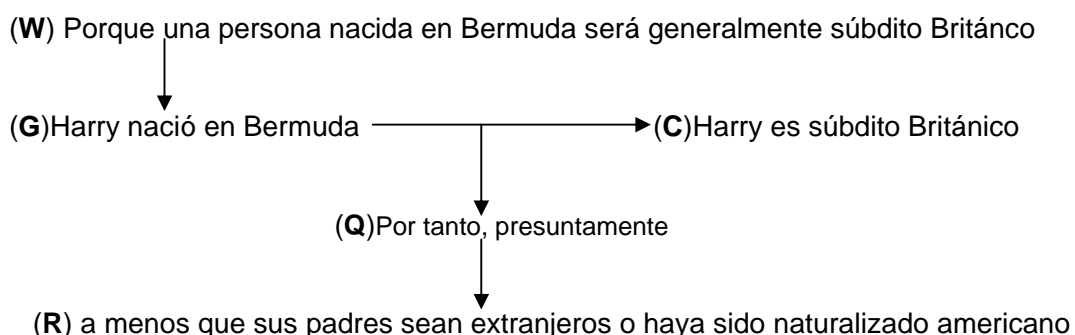 (W) Porque una persona nacida en Bermuda será generalmente súbdito Británco
(G)Harry nació en Bermuda (C)Harry es súbdito Británico
(Q)Por tanto, presuntamente
(R) a menos que sus padres sean extranjeros o haya sido naturalizado americano